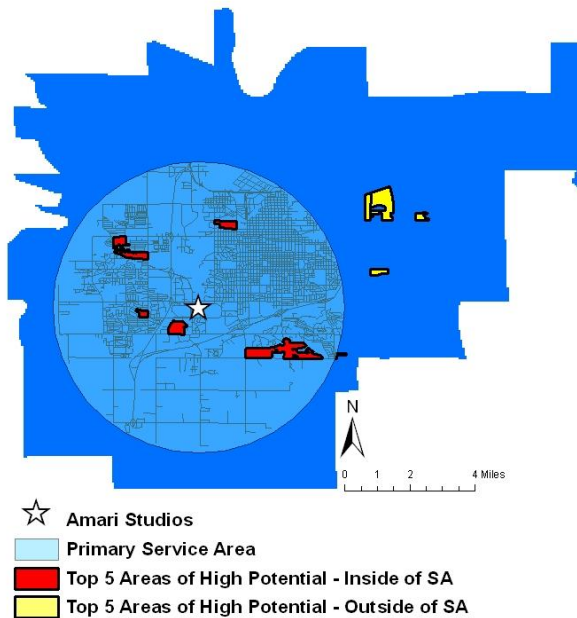 N
0 1 2 4 Miles
Amari Studios
Primary Service Area
Top 5 Areas of High Potential - Inside of SA
Top 5 Areas of High Potential - Outside of SA